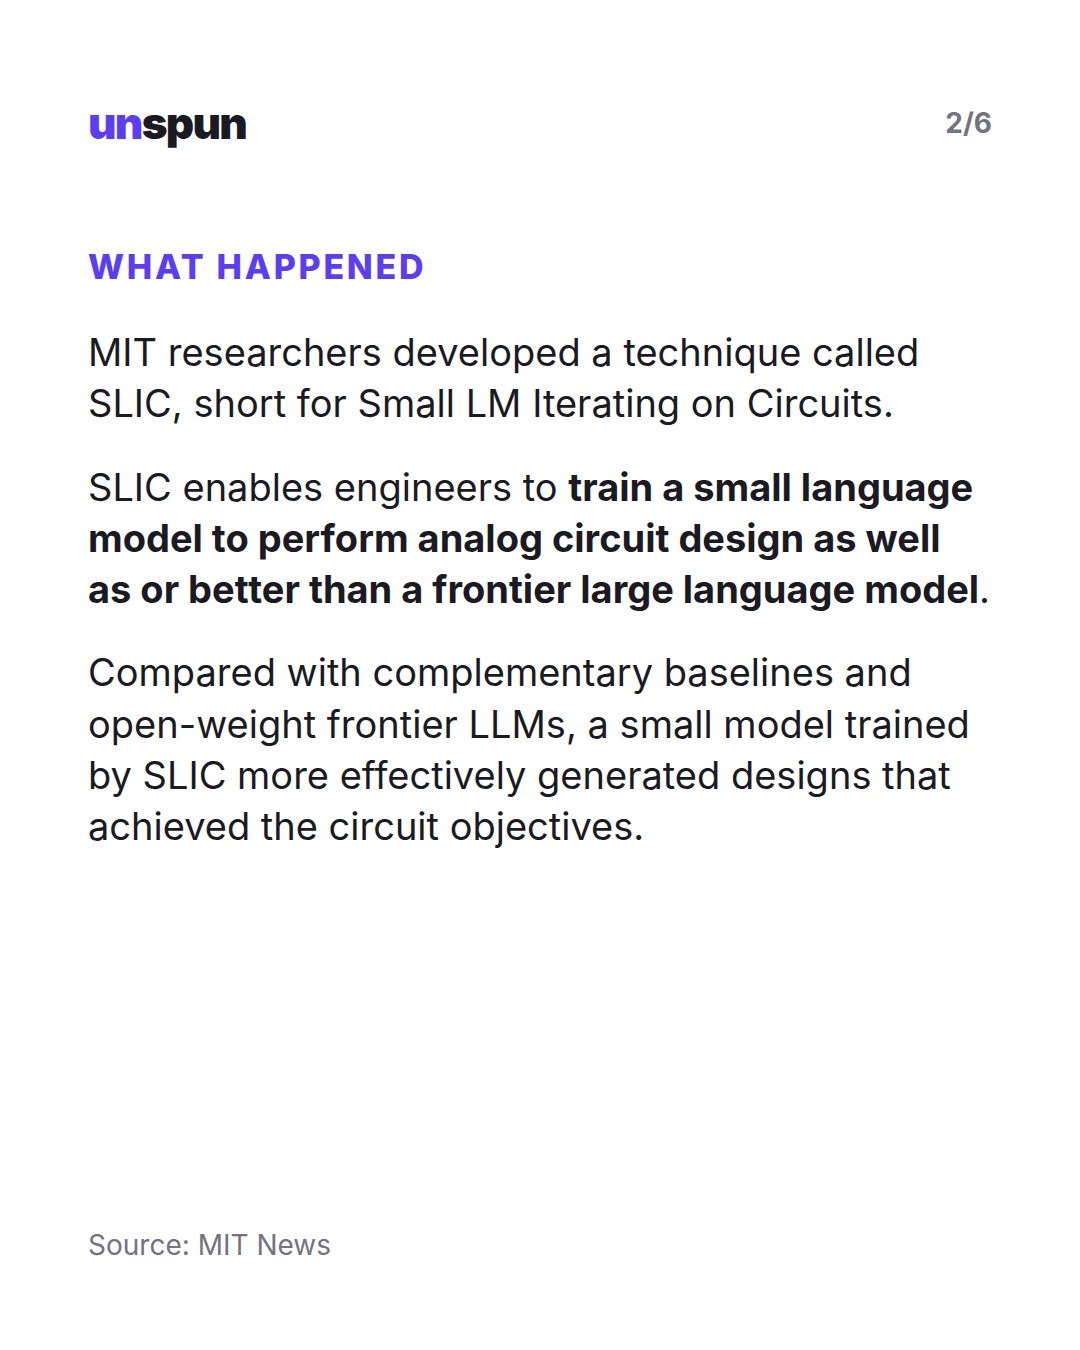 unspun
2/6
WHAT HAPPENED
MIT researchers developed a technique called
SLIC, short for Small LM Iterating on Circuits.
SLIC enables engineers to train a small language
model to perform analog circuit design as well
as or better than a frontier large language model.
Compared with complementary baselines and
open-weight frontier LLMs, a small model trained
by SLIC more effectively generated designs that
achieved the circuit objectives.
Source: MIT News